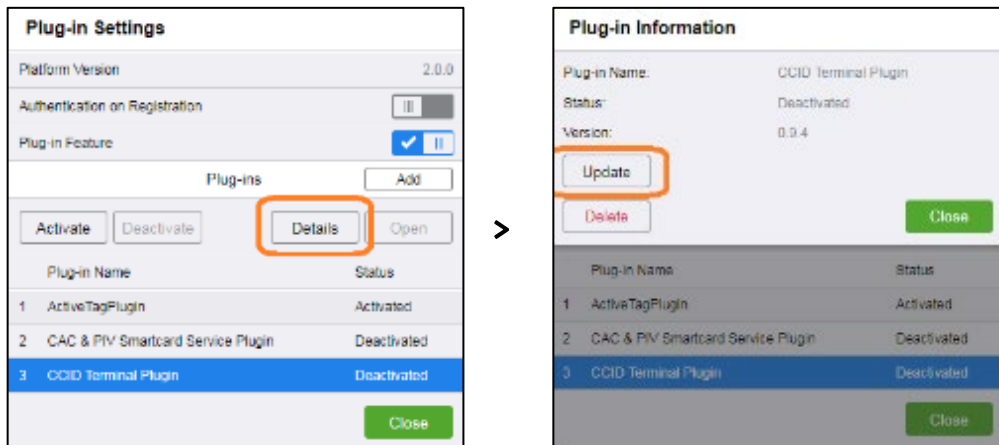 Plug-in Settings
Platform Version 2.0.0
Authentication on Registration
Plug-in Feature
Plug-ins Add
Activate Deactivate Details Open
Plug-in Name Status
1 ActiveTagPlugin Activated
2 CAC & PIV Smartcard Service Plugin Deactivated
3 CCID Terminal Plugin Deactivated
Close
>
Plug-in Information
Plug-in Name: CCID Terminal Plugin
Status: Deactivated
Version: 0.9.4
Update
Delete Close
Plug-in Name Status
1 ActiveTagPlugin Activated
2 CAC & PIV Smartcard Service Plugin Deactivated
3 CCID Terminal Plugin Deactivated
Close